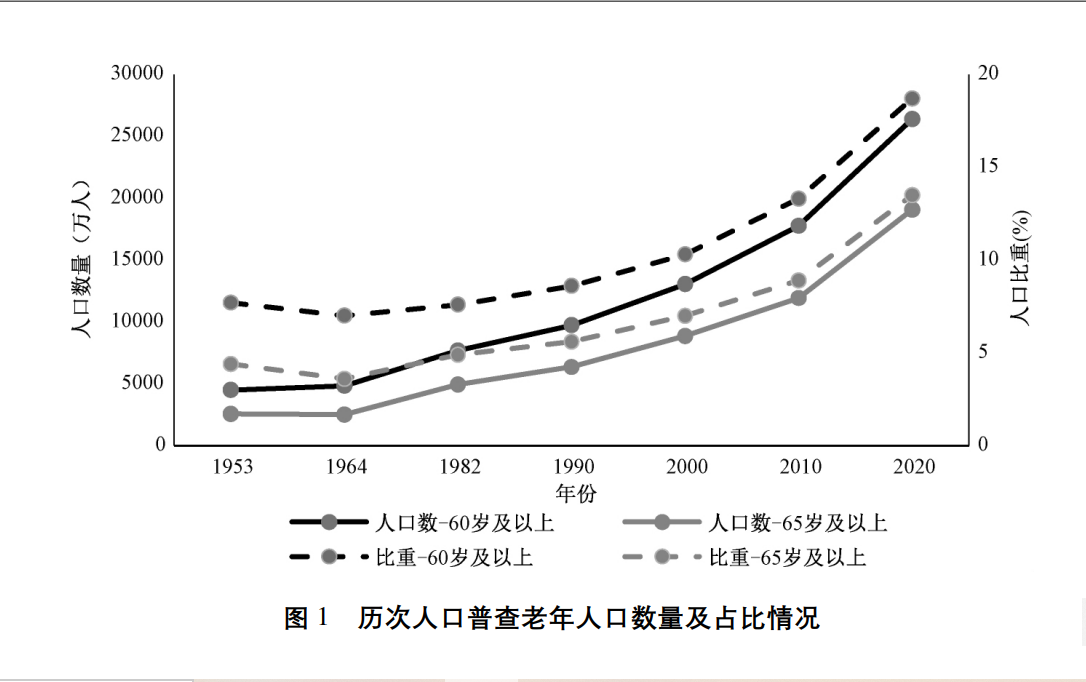 30000
25000
20000
15000
10000
5000
0
人口数量（万人）
20
15
10
5
0
人口比重(%)
1953 1964 1982 1990 2000 2010 2020
年份
人口数–60岁及以上 人口数–65岁及以上
比重–60岁及以上 比重–65岁及以上
图 1 历次人口普查老年人口数量及占比情况